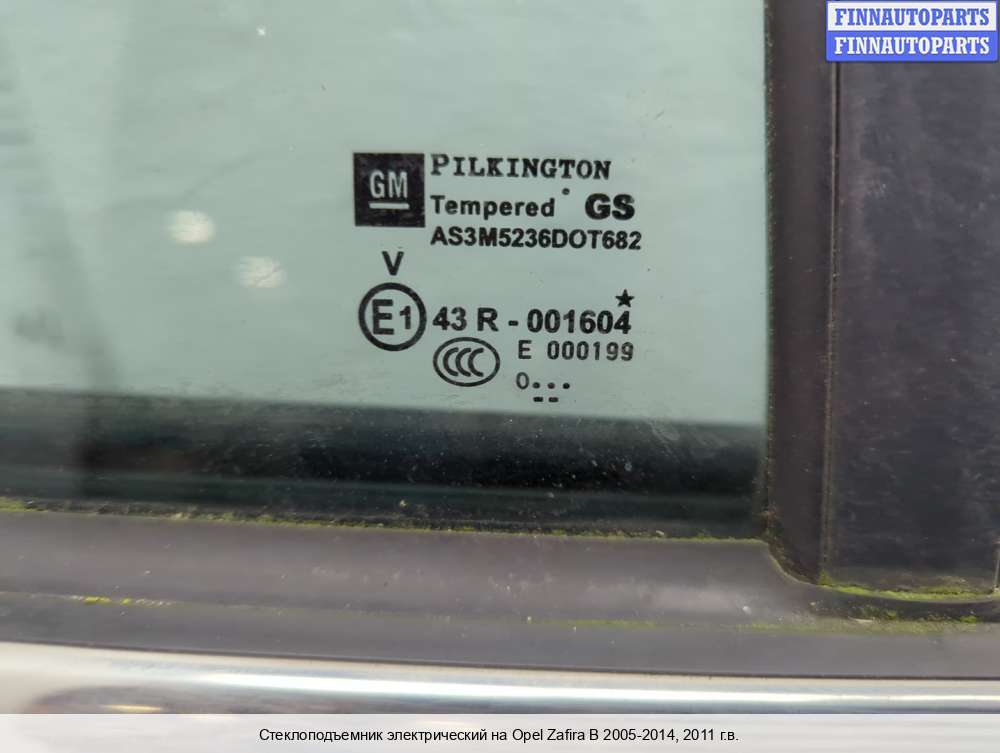 FINNAUTOPARTS
FINNAUTOPARTS
GM PILKINGTON
Tempered GS
AS3M5236DOT682
V
E1 43 R - 001604 ★
CCC E 000199
0...
--
Стеклоподъемник электрический на Opel Zafira B 2005-2014, 2011 г.в.